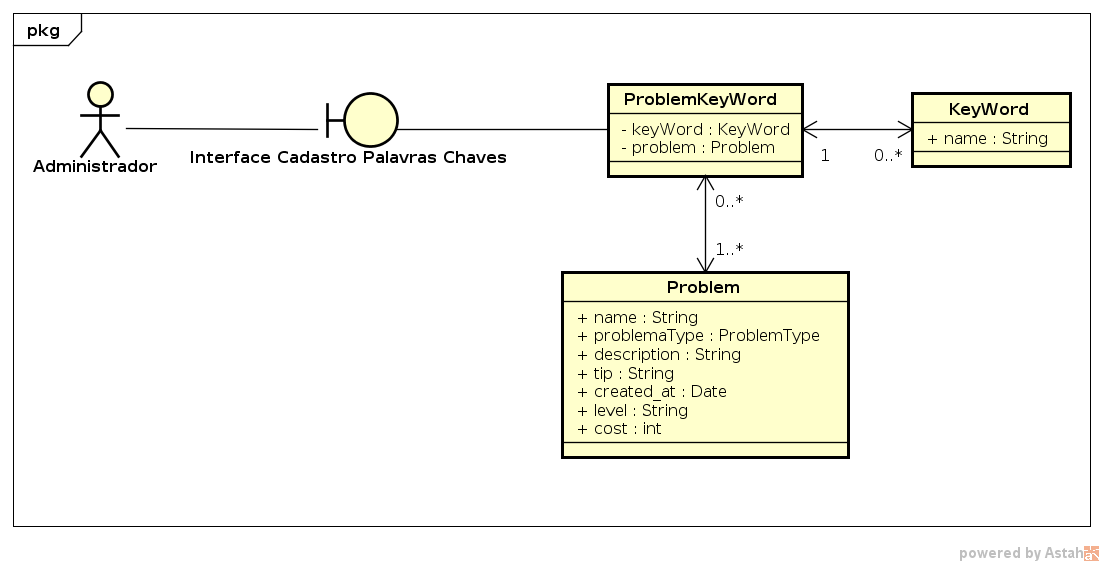 pkg
Administrador
Interface Cadastro Palavras Chaves
ProblemKeyWord
- keyWord : KeyWord
- problem : Problem
1
0..*
KeyWord
+ name : String
0..*
1..*
Problem
+ name : String
+ problemaType : ProblemType
+ description : String
+ tip : String
+ created_at : Date
+ level : String
+ cost : int
powered by Astah